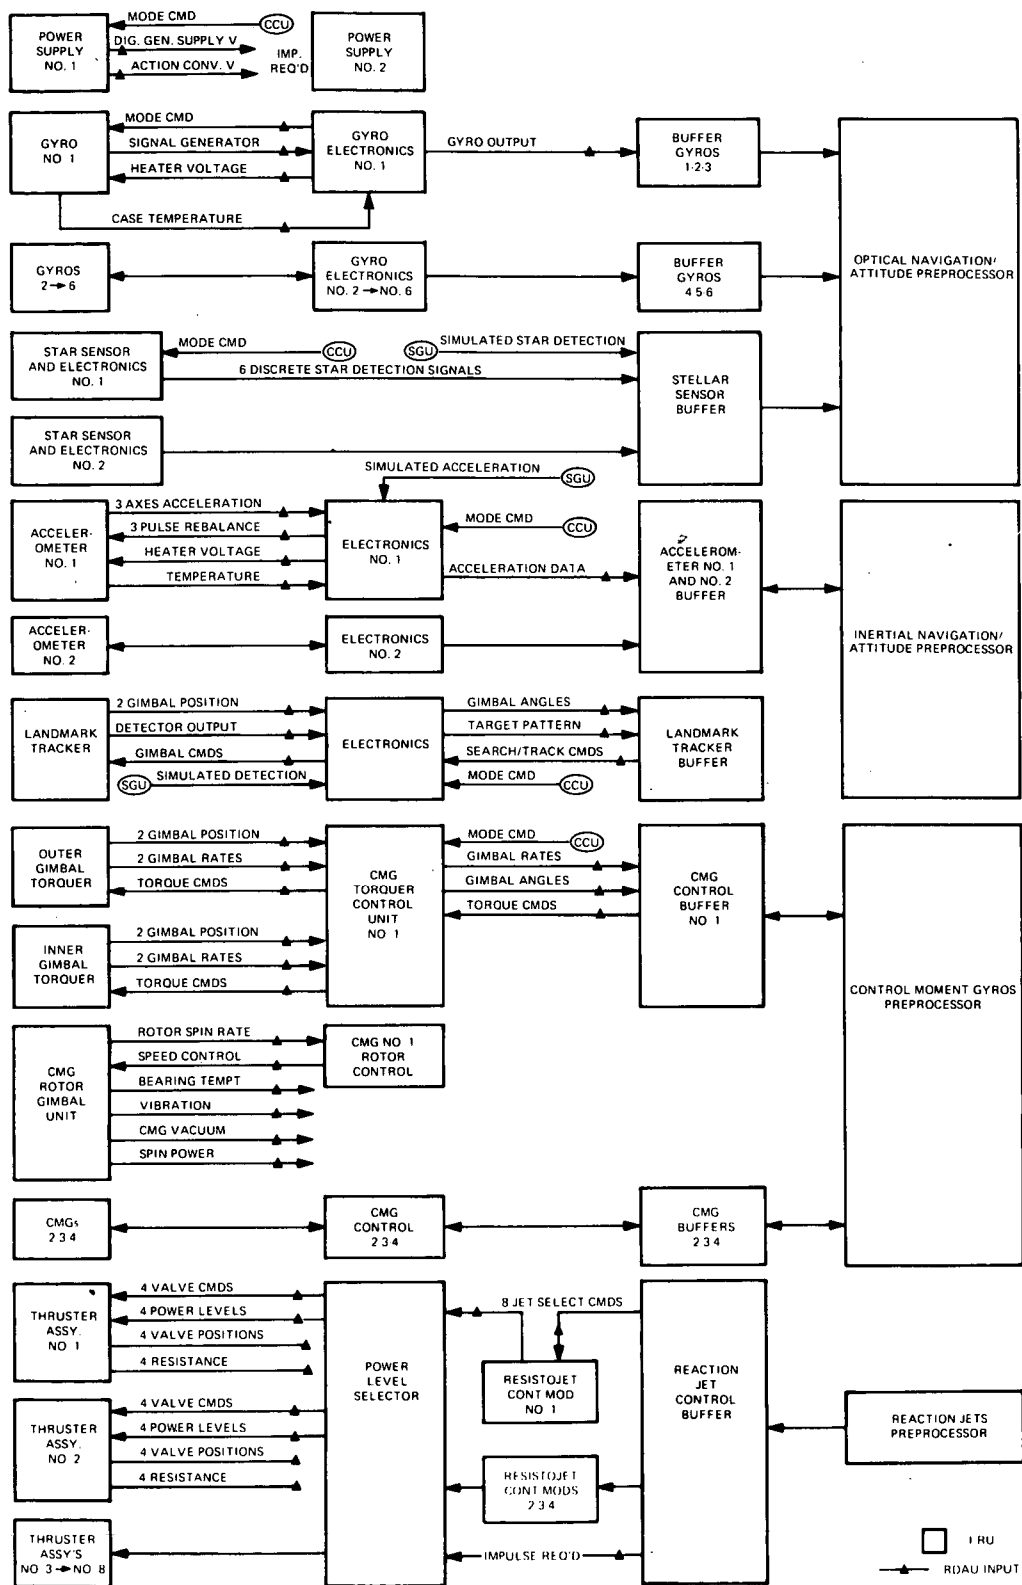 POWER
SUPPLY
NO. 1
MODE CMD
CCU
DIG. GEN. SUPPLY V
ACTION CONV. V
IMP.
REQ'D
POWER
SUPPLY
NO. 2
GYRO
NO 1
MODE CMD
SIGNAL GENERATOR
HEATER VOLTAGE
CASE TEMPERATURE
GYRO
ELECTRONICS
NO. 1
GYRO OUTPUT
BUFFER
GYROS
1-2-3
GYROS
2→6
GYRO
ELECTRONICS
NO. 2→NO. 6
BUFFER
GYROS
4 5-6
OPTICAL NAVIGATION/
ATTITUDE PREPROCESSOR
STAR SENSOR
AND ELECTRONICS
NO. 1
MODE CMD
CCU
SGU
SIMULATED STAR DETECTION
6 DISCRETE STAR DETECTION SIGNALS
STELLAR
SENSOR
BUFFER
STAR SENSOR
AND ELECTRONICS
NO. 2
SIMULATED ACCELERATION
SGU
ACCELER-
OMETER
NO. 1
3 AXES ACCELERATION
3 PULSE REBALANCE
HEATER VOLTAGE
TEMPERATURE
ELECTRONICS
NO. 1
MODE CMD
CCU
ACCELERATION DATA
ACCELEROM-
ETER NO. 1
AND NO. 2
BUFFER
ACCELER-
OMETER
NO. 2
ELECTRONICS
NO. 2
INERTIAL NAVIGATION/
ATTITUDE PREPROCESSOR
LANDMARK
TRACKER
2 GIMBAL POSITION
DETECTOR OUTPUT
GIMBAL CMDS
SGU
SIMULATED DETECTION
ELECTRONICS
GIMBAL ANGLES
TARGET PATTERN
SEARCH/TRACK CMDS
MODE CMD
CCU
LANDMARK
TRACKER
BUFFER
OUTER
GIMBAL
TORQUER
2 GIMBAL POSITION
2 GIMBAL RATES
TORQUE CMDS
INNER
GIMBAL
TORQUER
2 GIMBAL POSITION
2 GIMBAL RATES
TORQUE CMDS
CMG
TORQUER
CONTROL
UNIT
NO 1
MODE CMD
CCU
GIMBAL RATES
GIMBAL ANGLES
TORQUE CMDS
CMG
CONTROL
BUFFER
NO 1
CONTROL MOMENT GYROS
PREPROCESSOR
CMG
ROTOR
GIMBAL
UNIT
ROTOR SPIN RATE
SPEED CONTROL
BEARING TEMPT
VIBRATION
CMG VACUUM
SPIN POWER
CMG NO 1
ROTOR
CONTROL
CMGs
2 3 4
CMG
CONTROL
2 3-4
CMG
BUFFERS
2 3 4
THRUSTER
ASSY.
NO 1
4 VALVE CMDS
4 POWER LEVELS
4 VALVE POSITIONS
4 RESISTANCE
THRUSTER
ASSY.
NO 2
4 VALVE CMDS
4 POWER LEVELS
4 VALVE POSITIONS
4 RESISTANCE
THRUSTER
ASSY'S
NO 3→NO 8
POWER
LEVEL
SELECTOR
8 JET SELECT CMDS
RESISTOJET
CONT MOD
NO 1
RESISTOJET
CONT MODS
2 3 4
IMPULSE REQ'D
REACTION
JET
CONTROL
BUFFER
REACTION JETS
PREPROCESSOR
LRU
RDAU INPUT